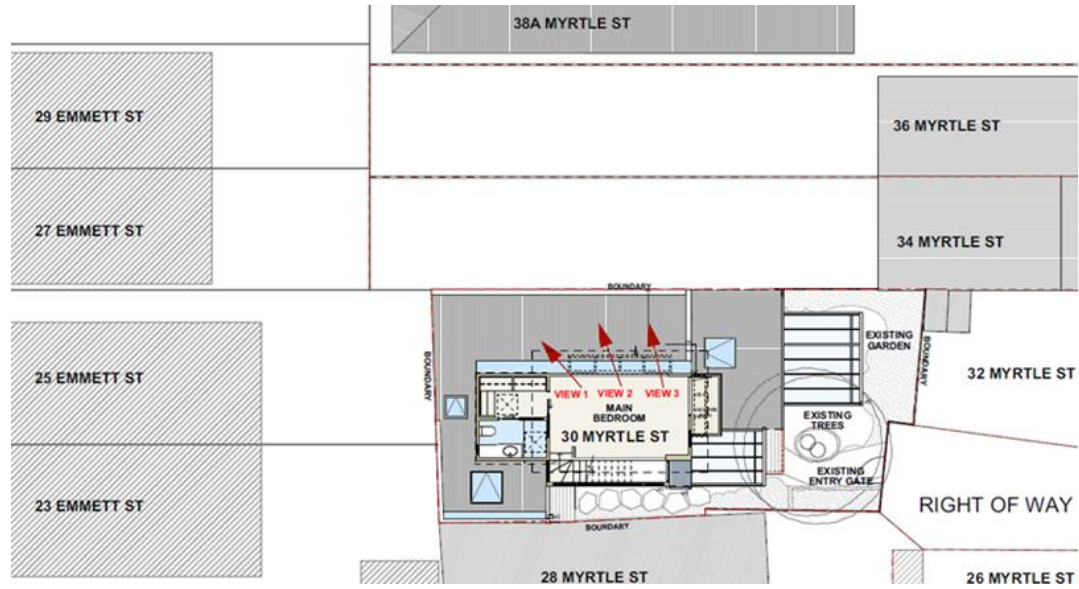 38A MYRTLE ST
29 EMMETT ST
36 MYRTLE ST
27 EMMETT ST
34 MYRTLE ST
BOUNDARY
EXISTING
GARDEN
BOUNDARY
BOUNDARY
25 EMMETT ST
32 MYRTLE ST
VIEW 1
VIEW 2
VIEW 3
MAIN
BEDROOM
30 MYRTLE ST
EXISTING
TREES
EXISTING
ENTRY GATE
23 EMMETT ST
RIGHT OF WAY
BOUNDARY
28 MYRTLE ST
26 MYRTLE ST